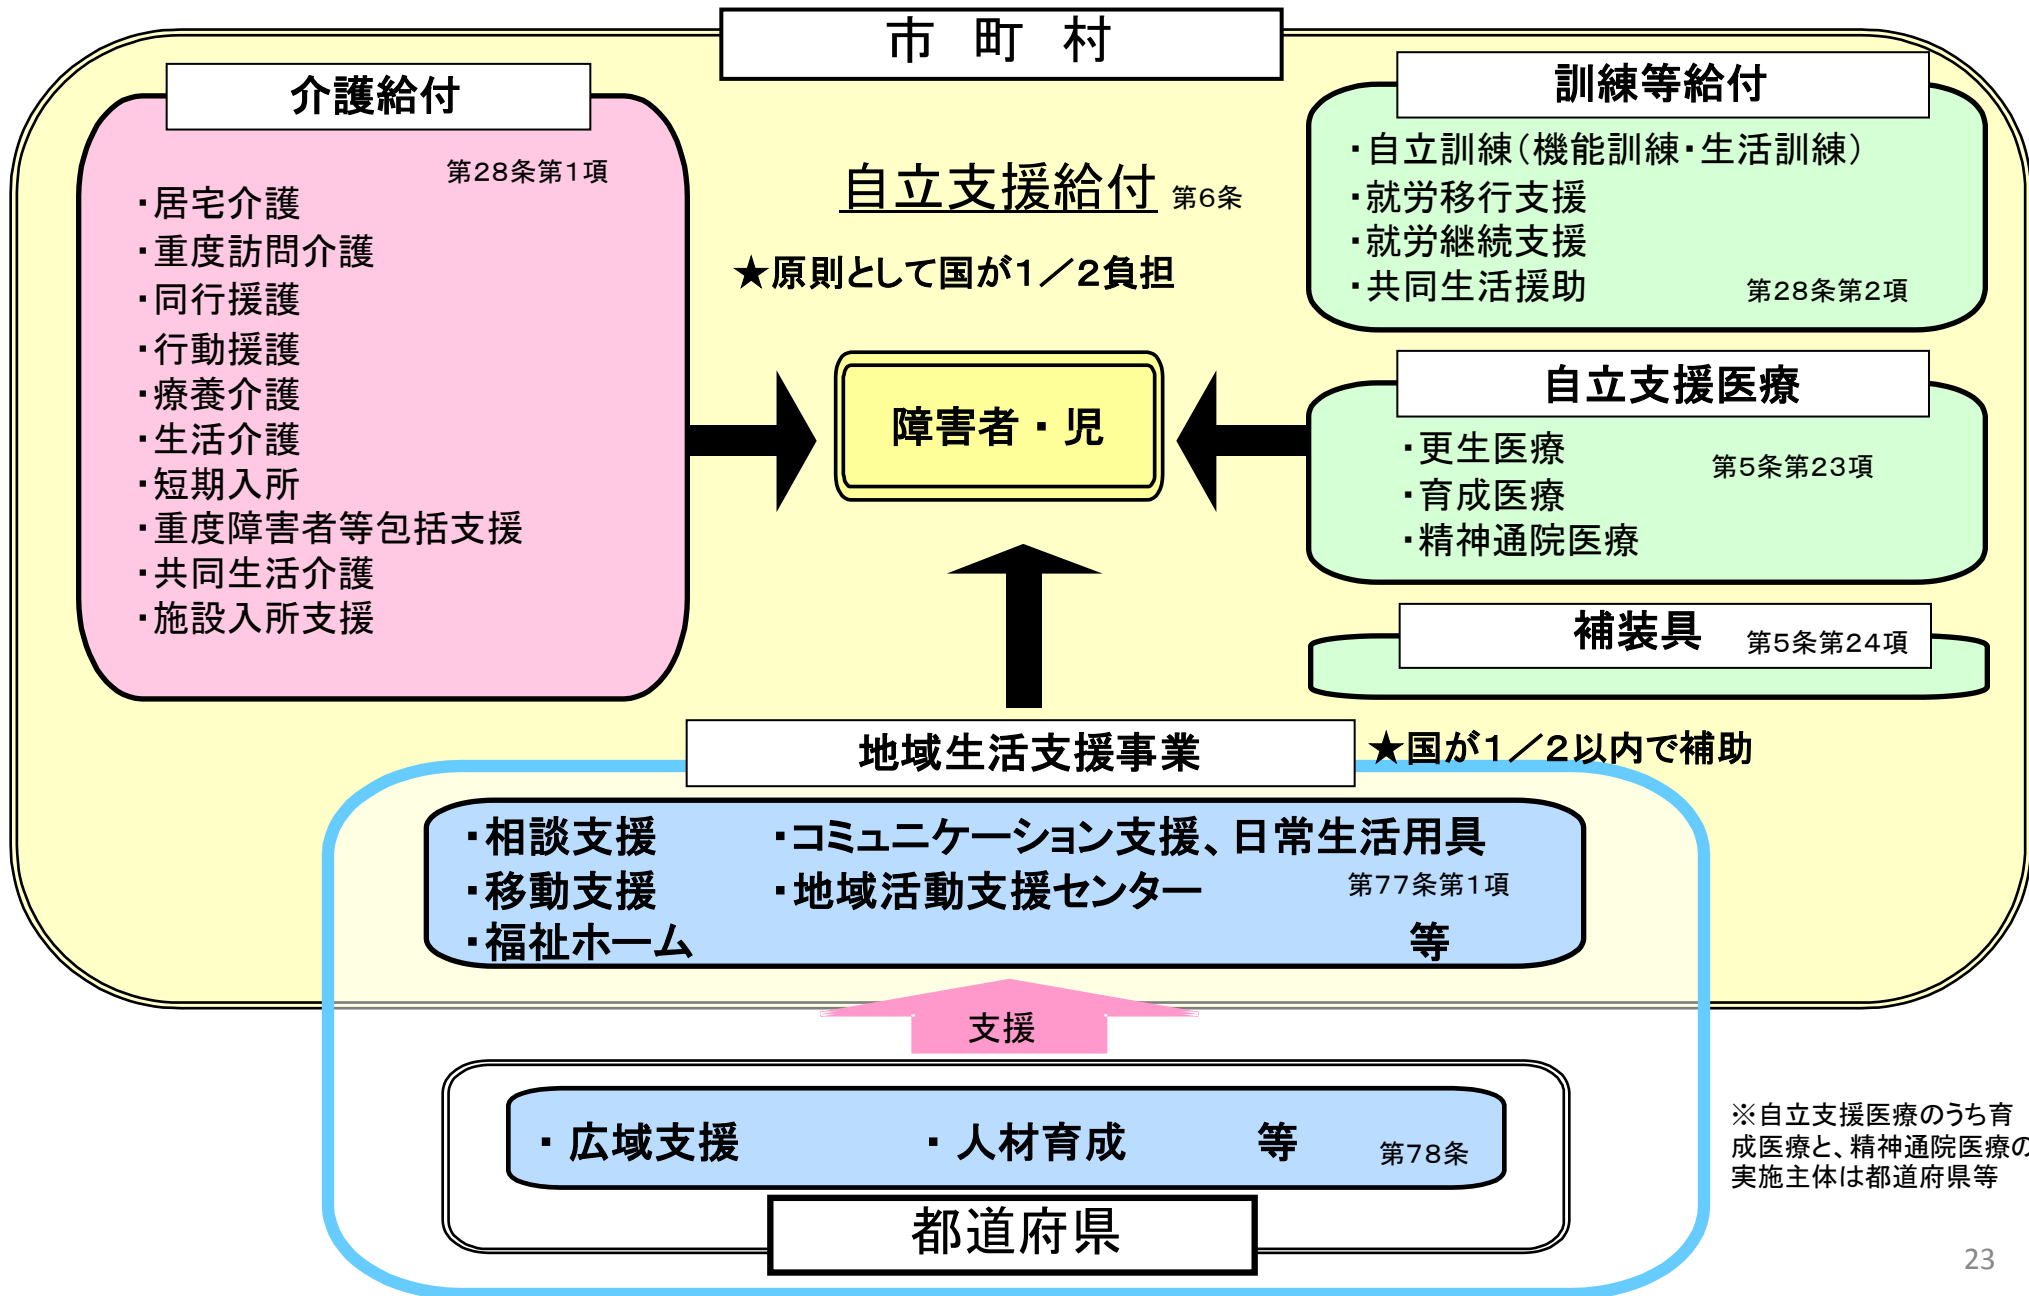 市 町 村
介護給付
第28条第1項
・居宅介護
・重度訪問介護
・同行援護
・行動援護
・療養介護
・生活介護
・短期入所
・重度障害者等包括支援
・共同生活介護
・施設入所支援
自立支援給付 第6条
★原則として国が1／2負担
障害者・児
訓練等給付
・自立訓練(機能訓練・生活訓練)
・就労移行支援
・就労継続支援
・共同生活援助 第28条第2項
自立支援医療
・更生医療 第5条第23項
・育成医療
・精神通院医療
補装具 第5条第24項
地域生活支援事業 ★国が1／2以内で補助
・相談支援 ・コミュニケーション支援、日常生活用具
・移動支援 ・地域活動支援センター 第77条第1項
・福祉ホーム 等
支援
・広域支援 ・人材育成 等 第78条
都道府県
※自立支援医療のうち育
成医療と、精神通院医療の
実施主体は都道府県等
23